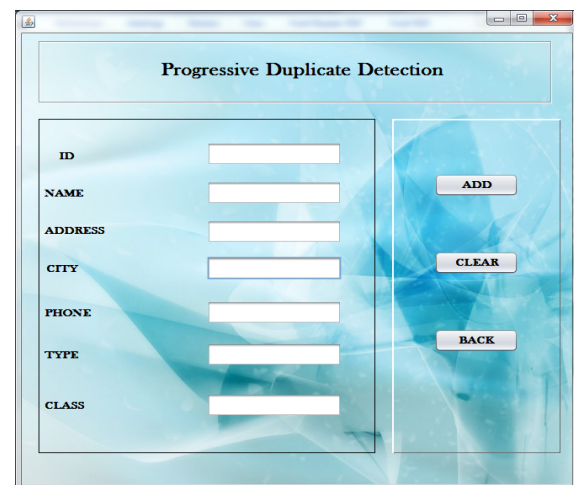 Progressive Duplicate Detection
ID
NAME
ADDRESS
CITY
PHONE
TYPE
CLASS
ADD
CLEAR
BACK